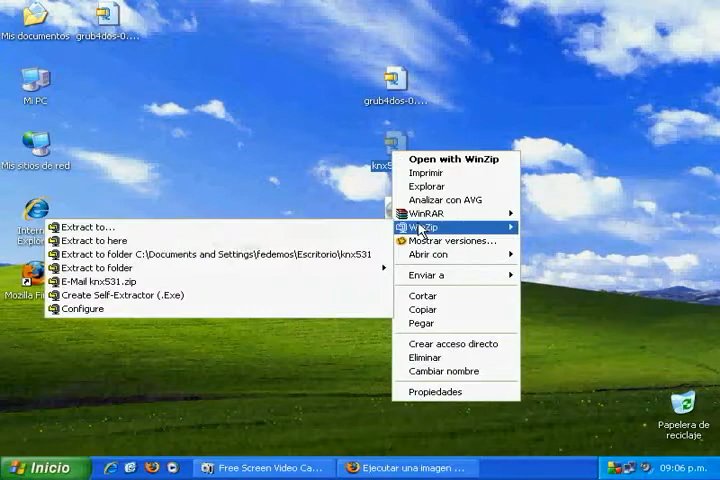 Mis documentos
grub4dos-0....
Mi PC
grub4dos-0....
Mis sitios de red
Open with WinZip
Imprimir
Explorar
Analizar con AVG
WinRAR
WinZip
Mostrar versiones...
Abrir con
Enviar a
Cortar
Copiar
Pegar
Crear acceso directo
Eliminar
Cambiar nombre
Propiedades
Extract to...
Extract to here
Extract to folder C:\Documents and Settings\fedemos\Escritorio\knx531
Extract to folder
E-Mail knx531.zip
Create Self-Extractor (.Exe)
Configure
Mozilla Fi
Papelera de
reciclaje
Inicio
Free Screen Video Ca...
Ejecutar una imagen ...
09:06 p.m.